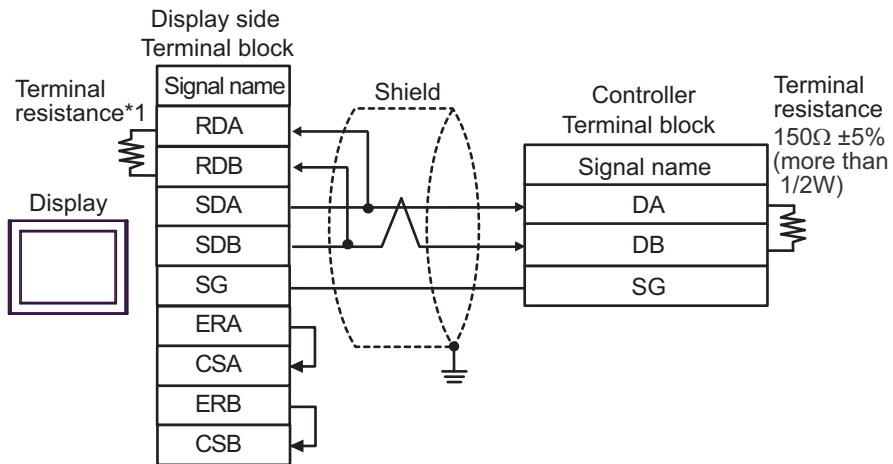 Display side
Terminal block
Signal name
Terminal
resistance*1
RDA
RDB
SDA
SDB
SG
ERA
CSA
ERB
CSB
Display
Shield
Controller
Terminal block
Signal name
DA
DB
SG
Terminal
resistance
150Ω ±5%
(more than
1/2W)